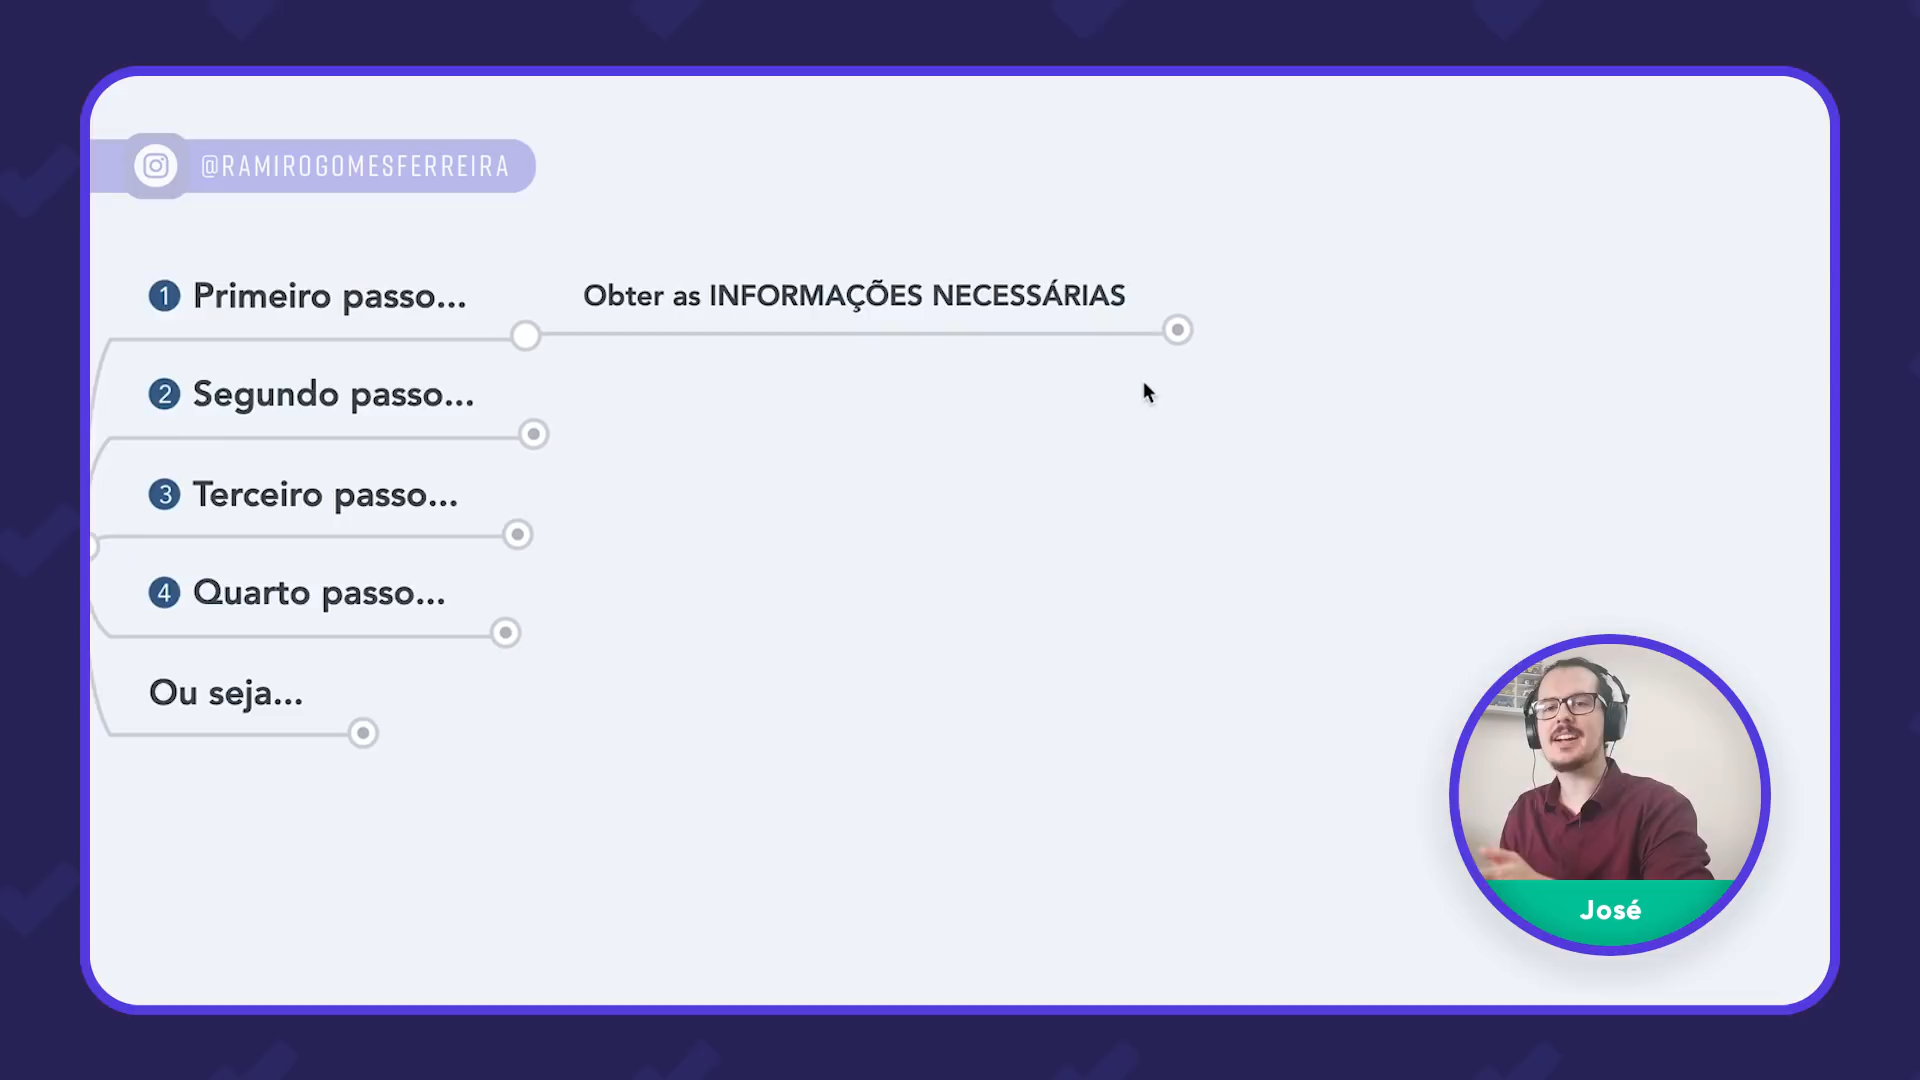 @RAMIROGOMESFERREIRA
1 Primeiro passo...
Obter as INFORMAÇÕES NECESSÁRIAS
2 Segundo passo...
3 Terceiro passo...
4 Quarto passo...
Ou seja...
José